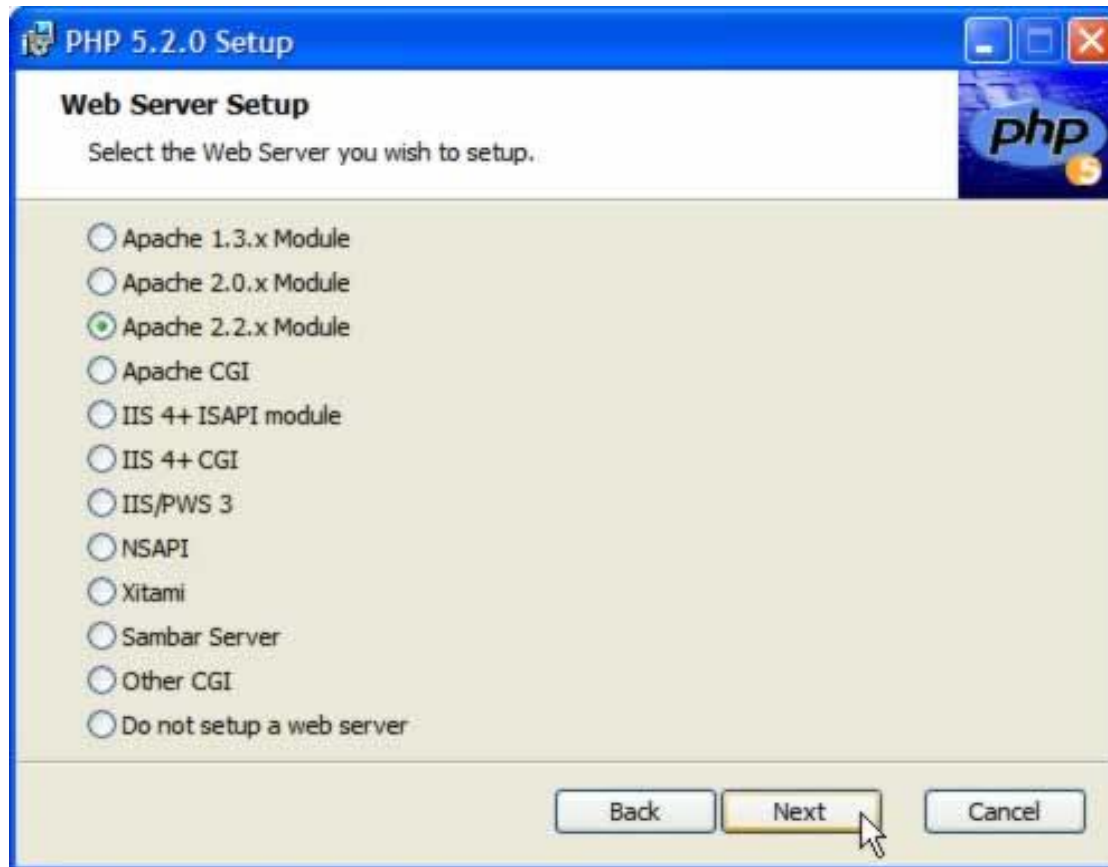 PHP 5.2.0 Setup
Web Server Setup
Select the Web Server you wish to setup.
php
5
Apache 1.3.x Module
Apache 2.0.x Module
Apache 2.2.x Module
Apache CGI
IIS 4+ ISAPI module
IIS 4+ CGI
IIS/PWS 3
NSAPI
Xitami
Sambar Server
Other CGI
Do not setup a web server
Back Next Cancel